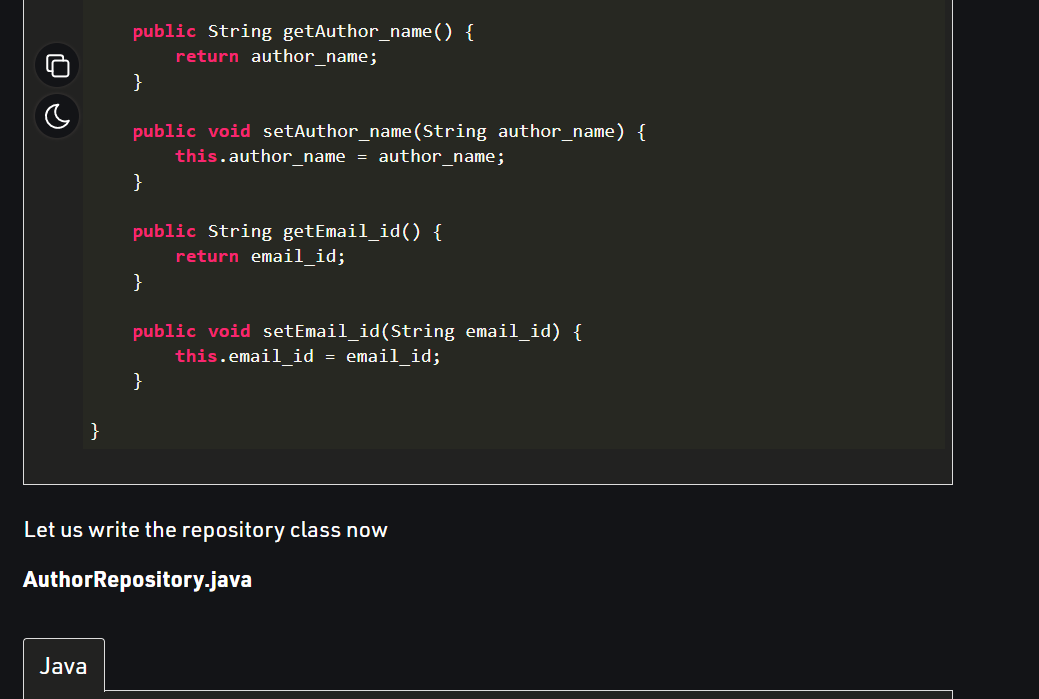 public String getAuthor_name() {
return author_name;
}
public void setAuthor_name(String author_name) {
this.author_name = author_name;
}
public String getEmail_id() {
return email_id;
}
public void setEmail_id(String email_id) {
this.email_id = email_id;
}
}
Let us write the repository class now
AuthorRepository.java
Java